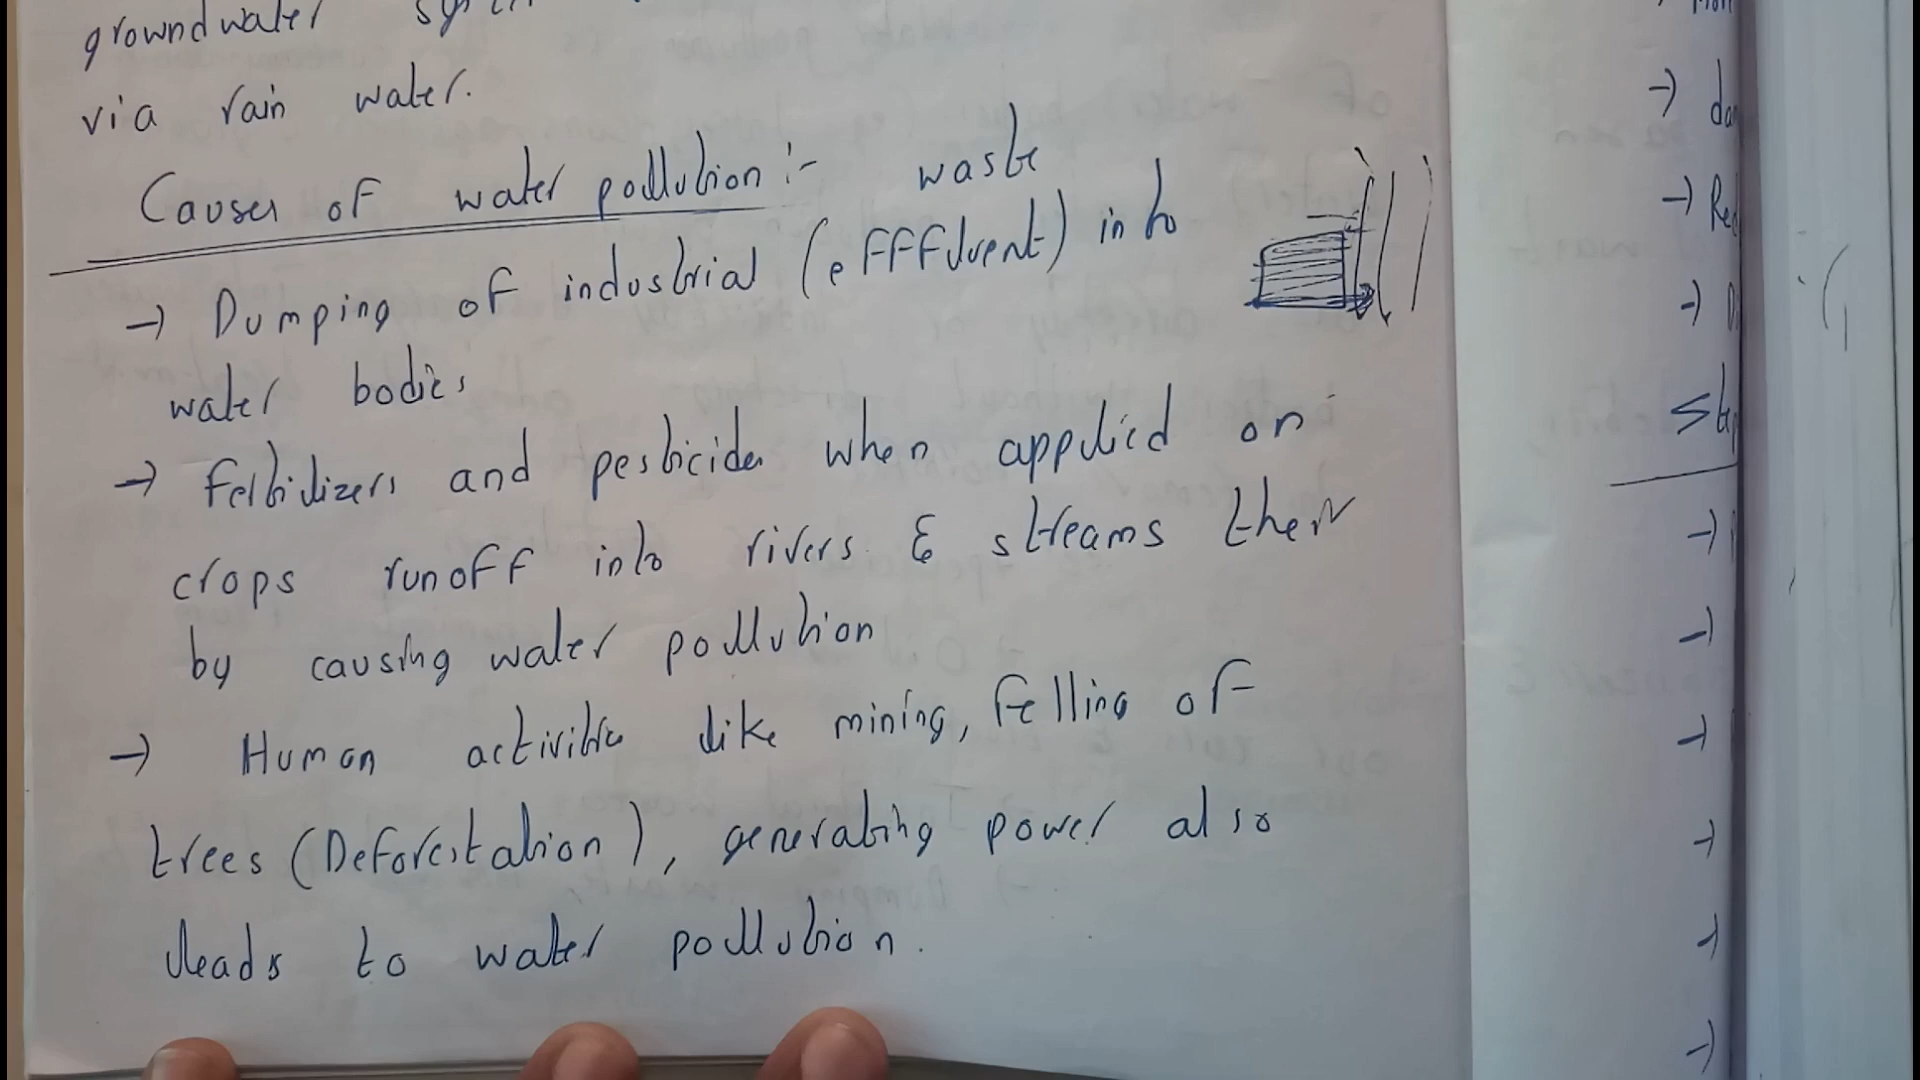 groundwater
via rain water.
Causes of water pollution :- waste
→ Dumping of industrial (efffluent) into
water bodies
→ Fertilizers and pesticides when applied on
crops runoff into rivers & streams ther
by causing water pollution
→ Human activities like mining, Felling of
trees (Deforestation), generating power also
leads to water pollution.